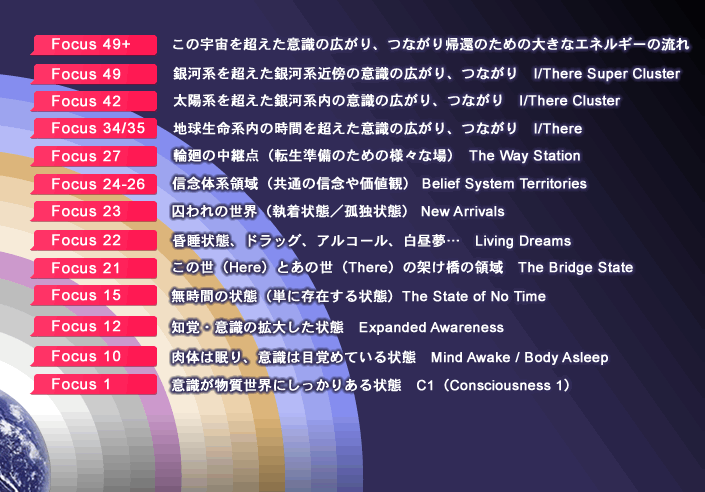 Focus 49+ この宇宙を超えた意識の広がり、つながり帰還のための大きなエネルギーの流れ
Focus 49 銀河系を超えた銀河系近傍の意識の広がり、つながり I/There Super Cluster
Focus 42 太陽系を超えた銀河系内の意識の広がり、つながり I/There Cluster
Focus 34/35 地球生命系内の時間を超えた意識の広がり、つながり I/There
Focus 27 輪廻の中継点（転生準備のための様々な場） The Way Station
Focus 24-26 信念体系領域（共通の信念や価値観） Belief System Territories
Focus 23 囚われの世界（執着状態／孤独状態） New Arrivals
Focus 22 昏睡状態、ドラッグ、アルコール、白昼夢… Living Dreams
Focus 21 この世（Here）とあの世（There）の架け橋の領域 The Bridge State
Focus 15 無時間の状態（単に存在する状態）The State of No Time
Focus 12 知覚・意識の拡大した状態 Expanded Awareness
Focus 10 肉体は眠り、意識は目覚めている状態 Mind Awake / Body Asleep
Focus 1 意識が物質世界にしっかりある状態 C1（Consciousness 1）